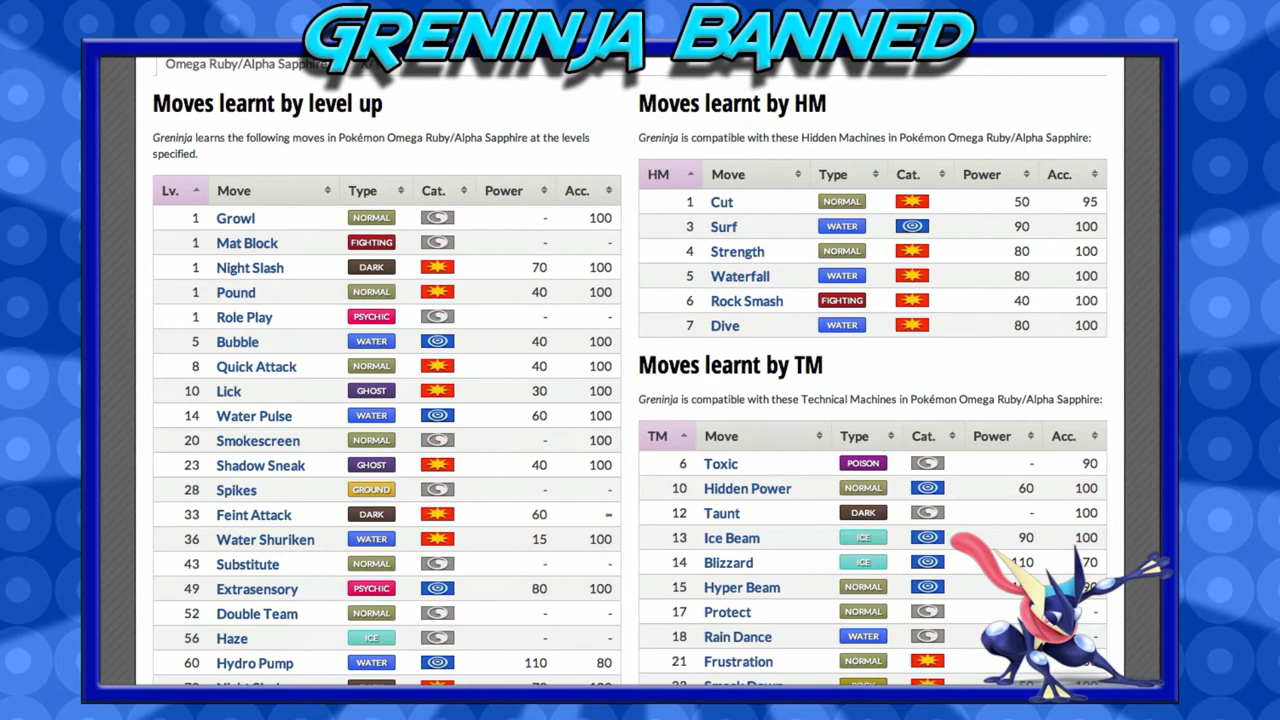 GRENINJA BANNED
Omega Ruby/Alpha Sapphire
Moves learnt by level up
Greninja learns the following moves in Pokémon Omega Ruby/Alpha Sapphire at the levels
specified.
Lv. Move Type Cat. Power Acc.
1 Growl NORMAL - 100
1 Mat Block FIGHTING - -
1 Night Slash DARK 70 100
1 Pound NORMAL 40 100
1 Role Play PSYCHIC - -
5 Bubble WATER 40 100
8 Quick Attack NORMAL 40 100
10 Lick GHOST 30 100
14 Water Pulse WATER 60 100
20 Smokescreen NORMAL - 100
23 Shadow Sneak GHOST 40 100
28 Spikes GROUND - -
33 Feint Attack DARK 60 ∞
36 Water Shuriken WATER 15 100
43 Substitute NORMAL - -
49 Extrasensory PSYCHIC 80 100
52 Double Team NORMAL - -
56 Haze ICE - -
60 Hydro Pump WATER 110 80
Moves learnt by HM
Greninja is compatible with these Hidden Machines in Pokémon Omega Ruby/Alpha Sapphire:
HM Move Type Cat. Power Acc.
1 Cut NORMAL 50 95
3 Surf WATER 90 100
4 Strength NORMAL 80 100
5 Waterfall WATER 80 100
6 Rock Smash FIGHTING 40 100
7 Dive WATER 80 100
Moves learnt by TM
Greninja is compatible with these Technical Machines in Pokémon Omega Ruby/Alpha Sapphire:
TM Move Type Cat. Power Acc.
6 Toxic POISON - 90
10 Hidden Power NORMAL 60 100
12 Taunt DARK - 100
13 Ice Beam ICE 90 100
14 Blizzard ICE 110 70
15 Hyper Beam NORMAL
17 Protect NORMAL -
18 Rain Dance WATER -
21 Frustration NORMAL